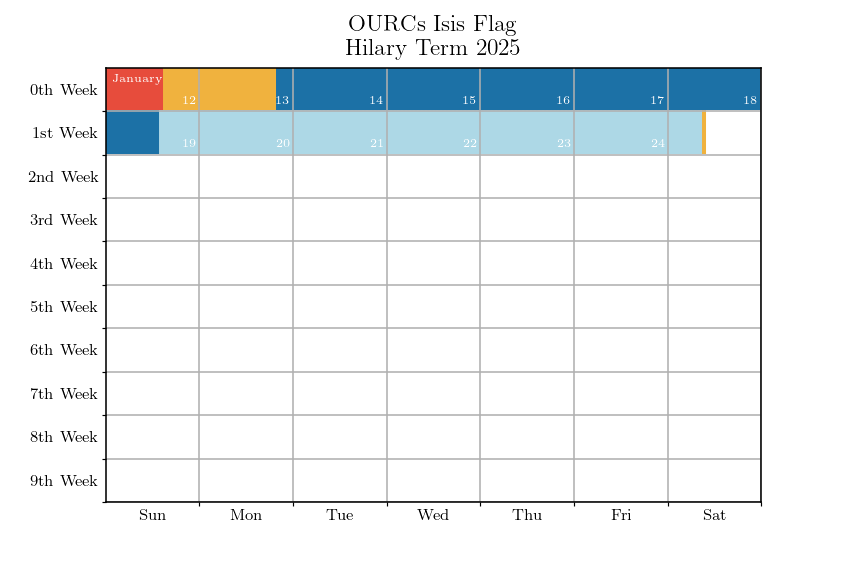 OURCs Isis Flag
Hilary Term 2025
0th Week
January
12
13
14
15
16
17
18
1st Week
19
20
21
22
23
24
2nd Week
3rd Week
4th Week
5th Week
6th Week
7th Week
8th Week
9th Week
Sun Mon Tue Wed Thu Fri Sat